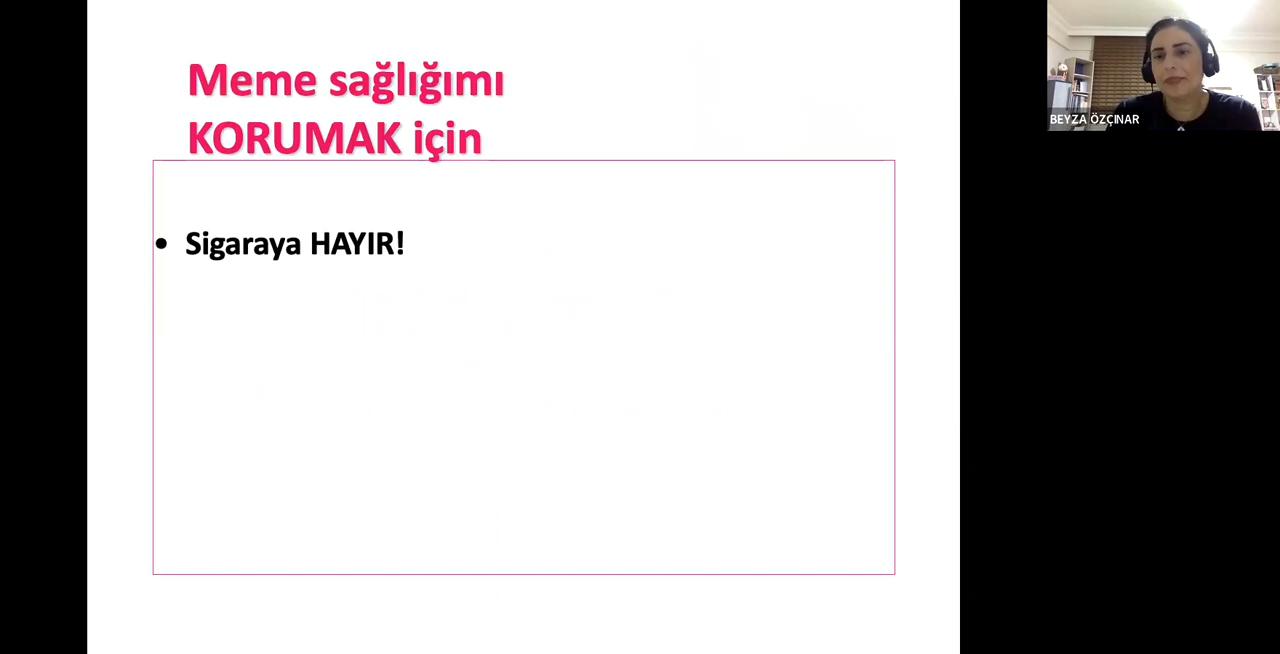 Meme sağlığımı
KORUMAK için
• Sigaraya HAYIR!
BEYZA ÖZÇINAR